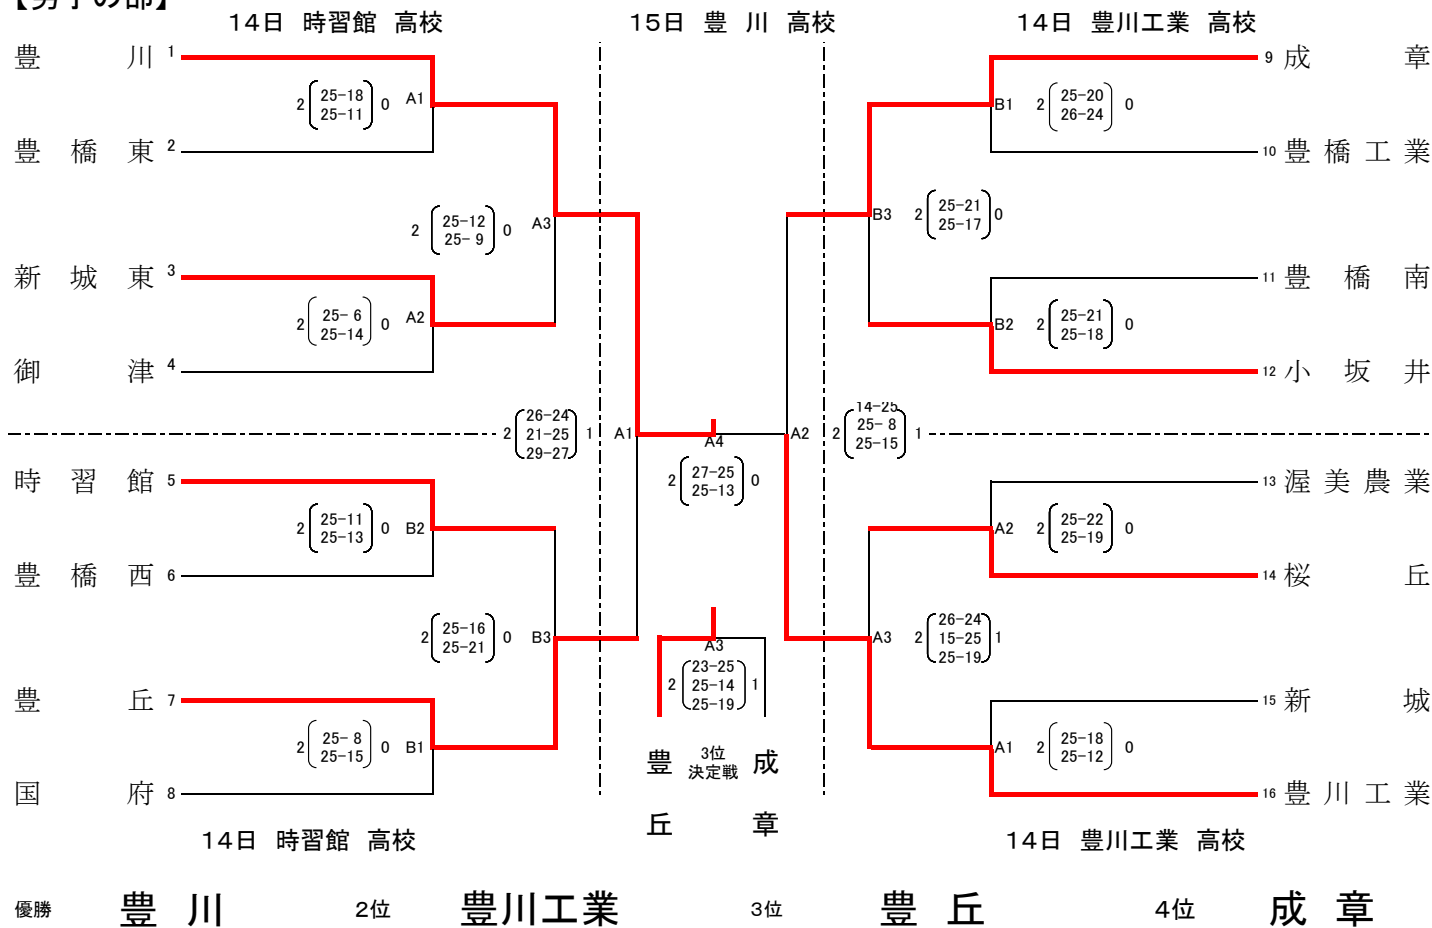 【男子の部】
14日 時習館 高校
15日 豊 川 高校
14日 豊川工業 高校
豊 川 1
2 25-18 0 A1
25-11
豊 橋 東 2
2 25-12 0 A3
25- 9
新 城 東 3
2 25- 6 0 A2
25-14
御 津 4
26-24
2 21-25 1 A1
29-27
時 習 館 5
2 25-11 0 B2
25-13
豊 橋 西 6
2 25-16 0 B3
25-21
豊 丘 7
2 25- 8 0 B1
25-15
国 府 8
14日 時習館 高校
A4
2 27-25 0
25-13
A3
23-25
2 25-14 1
25-19
豊 丘
3位
決定戦
成 章
9 成 章
B1 2 25-20 0
26-24
10 豊 橋 工 業
B3 2 25-21 0
25-17
11 豊 橋 南
B2 2 25-21 0
25-18
12 小 坂 井
14-25
A2 2 25- 8 1
25-15
13 渥 美 農 業
A2 2 25-22 0
25-19
14 桜 丘
26-24
A3 2 15-25 1
25-19
15 新 城
A1 2 25-18 0
25-12
16 豊 川 工 業
14日 豊川工業 高校
優勝 豊 川 2位 豊川工業 3位 豊 丘 4位 成 章